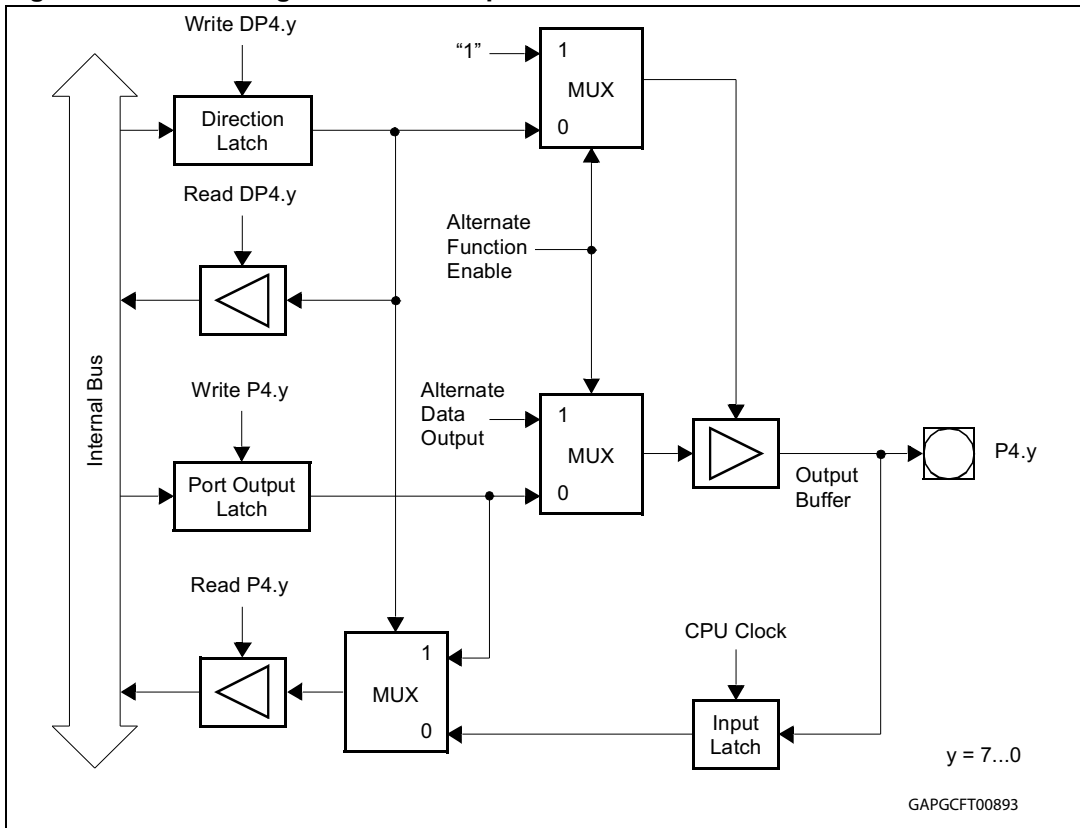 Write DP4.y
“1”
1
MUX
0
Direction
Latch
Read DP4.y
Alternate
Function
Enable
Internal Bus
Write P4.y
Alternate
Data
Output
1
MUX
0
P4.y
Port Output
Latch
Output
Buffer
Read P4.y
CPU Clock
1
MUX
0
Input
Latch
y = 7...0
GAPGCFT00893